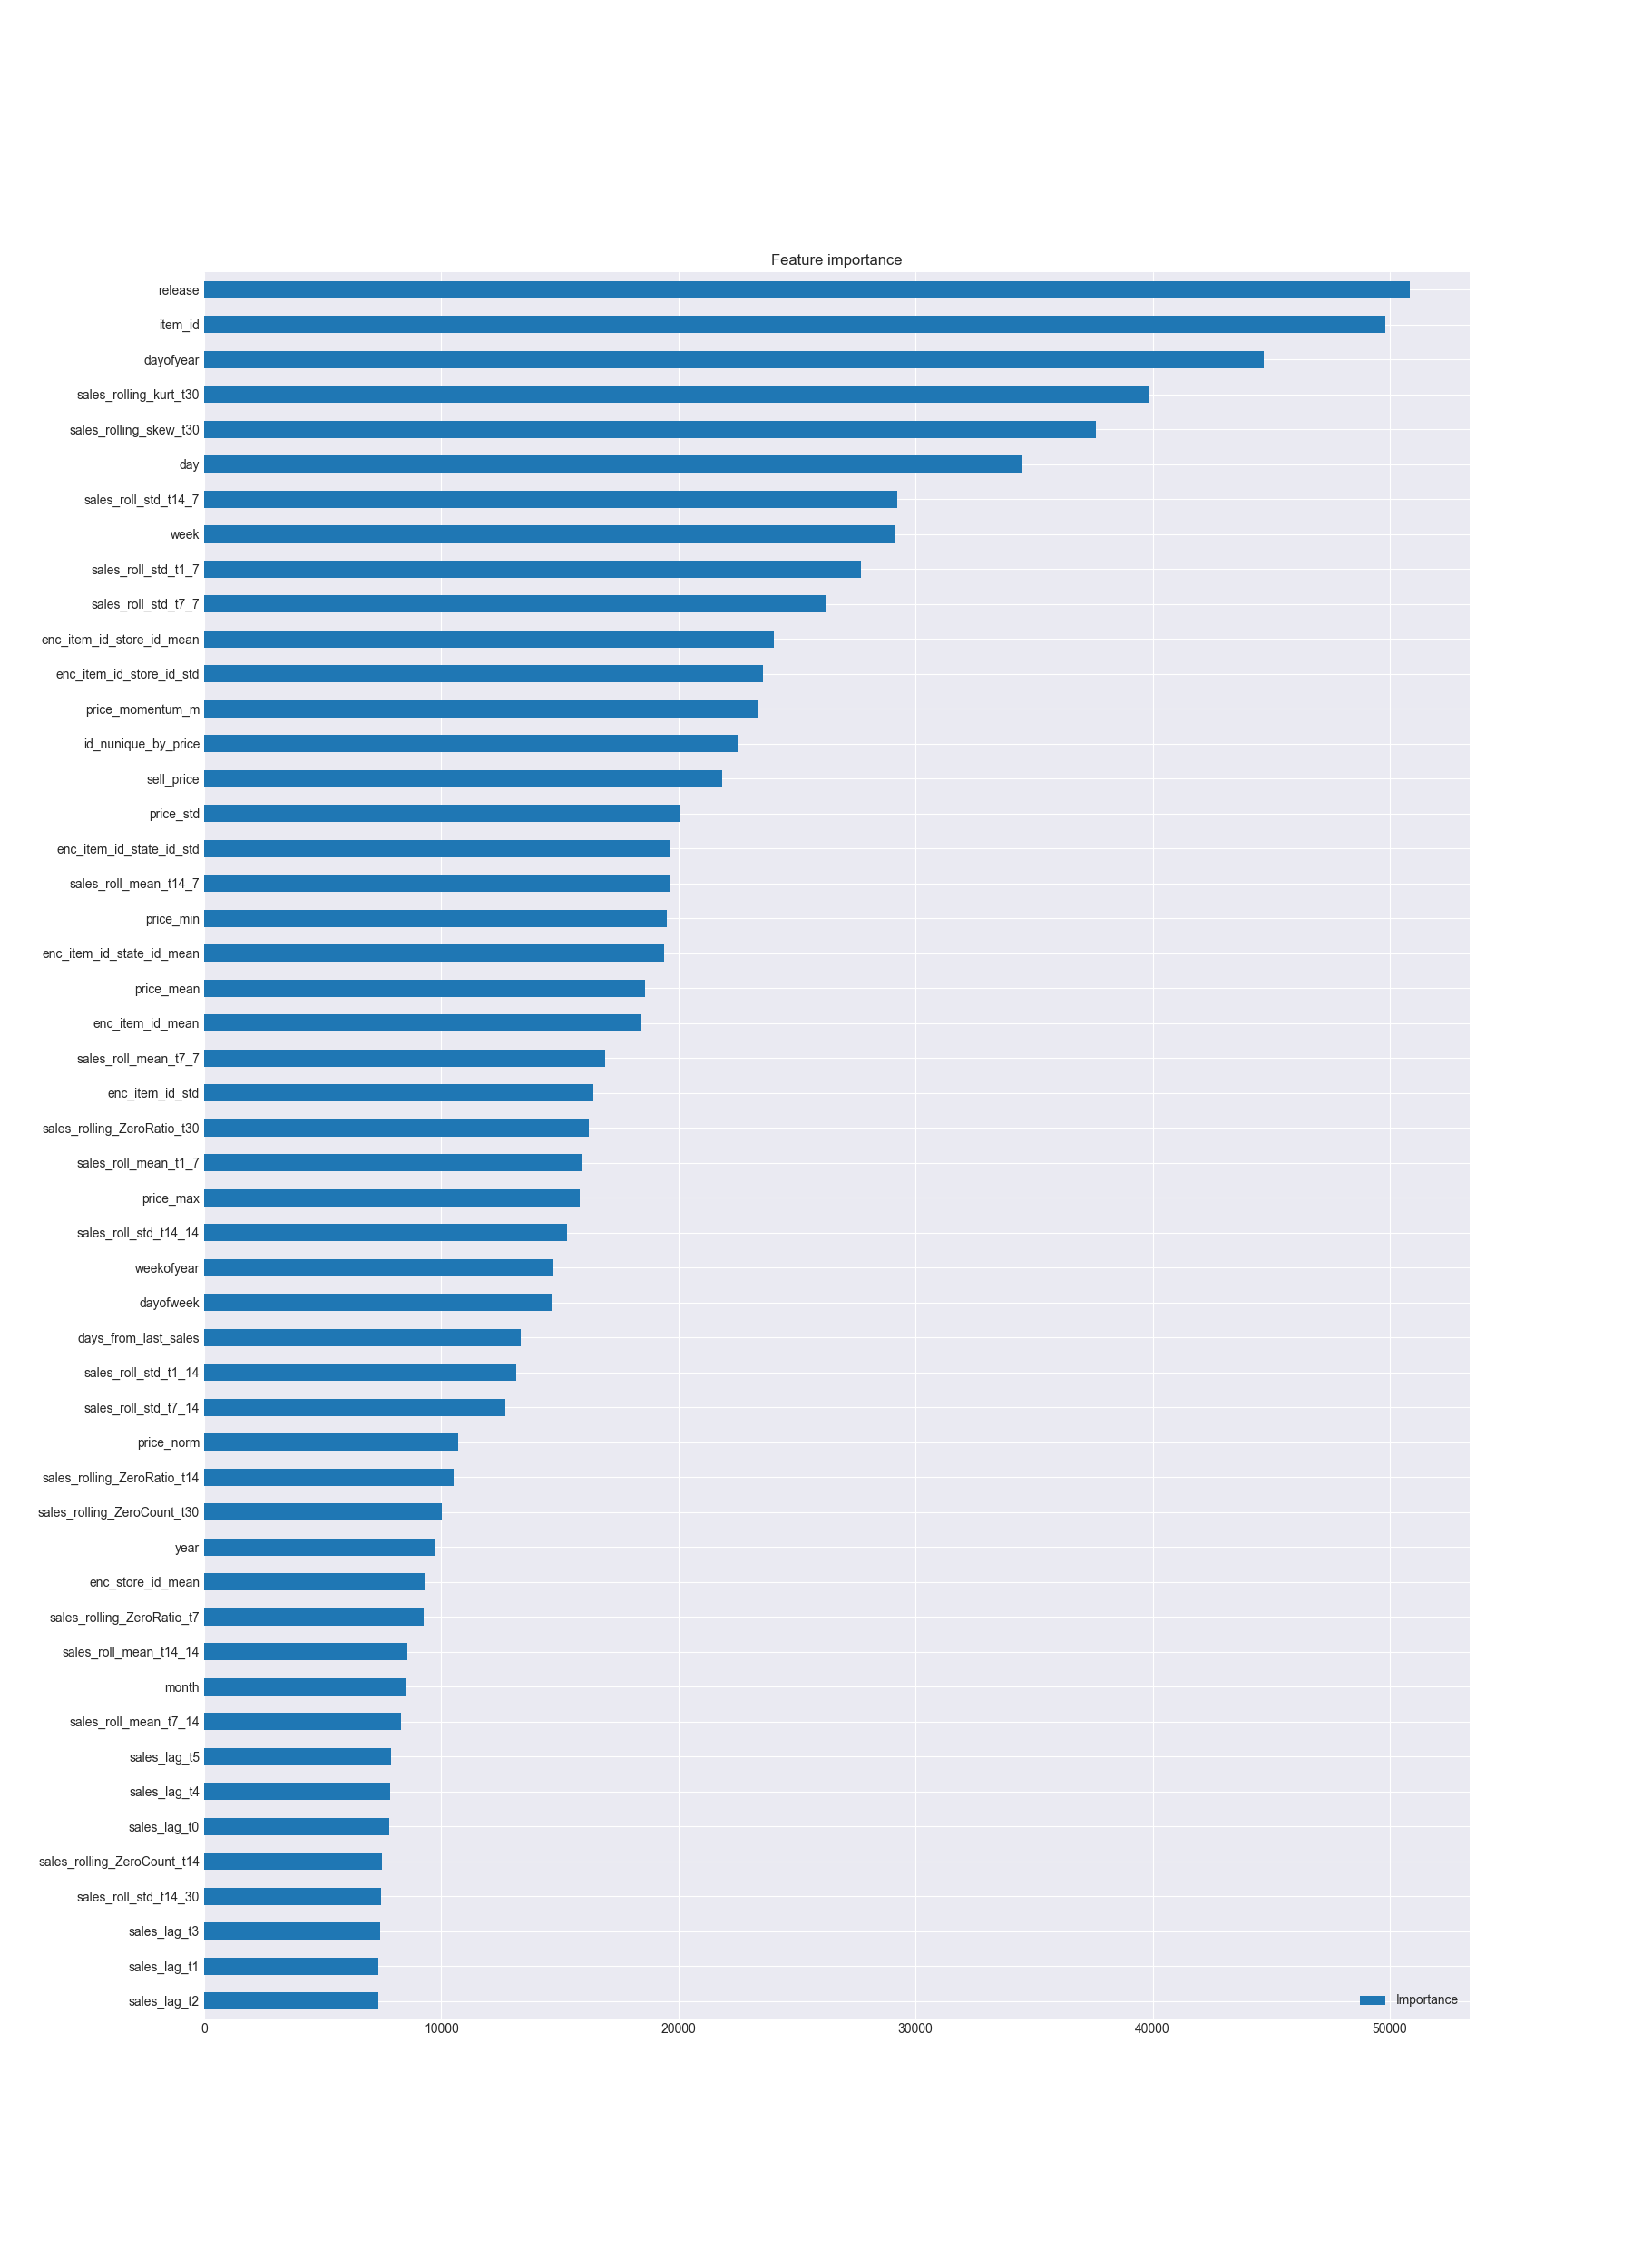 Feature importance
release
item_id
dayofyear
sales_rolling_kurt_t30
sales_rolling_skew_t30
day
sales_roll_std_t14_7
week
sales_roll_std_t1_7
sales_roll_std_t7_7
enc_item_id_store_id_mean
enc_item_id_store_id_std
price_momentum_m
id_nunique_by_price
sell_price
price_std
enc_item_id_state_id_std
sales_roll_mean_t14_7
price_min
enc_item_id_state_id_mean
price_mean
enc_item_id_mean
sales_roll_mean_t7_7
enc_item_id_std
sales_rolling_ZeroRatio_t30
sales_roll_mean_t1_7
price_max
sales_roll_std_t14_14
weekofyear
dayofweek
days_from_last_sales
sales_roll_std_t1_14
sales_roll_std_t7_14
price_norm
sales_rolling_ZeroRatio_t14
sales_rolling_ZeroCount_t30
year
enc_store_id_mean
sales_rolling_ZeroRatio_t7
sales_roll_mean_t14_14
month
sales_roll_mean_t7_14
sales_lag_t5
sales_lag_t4
sales_lag_t0
sales_rolling_ZeroCount_t14
sales_roll_std_t14_30
sales_lag_t3
sales_lag_t1
sales_lag_t2
Importance
0 10000 20000 30000 40000 50000